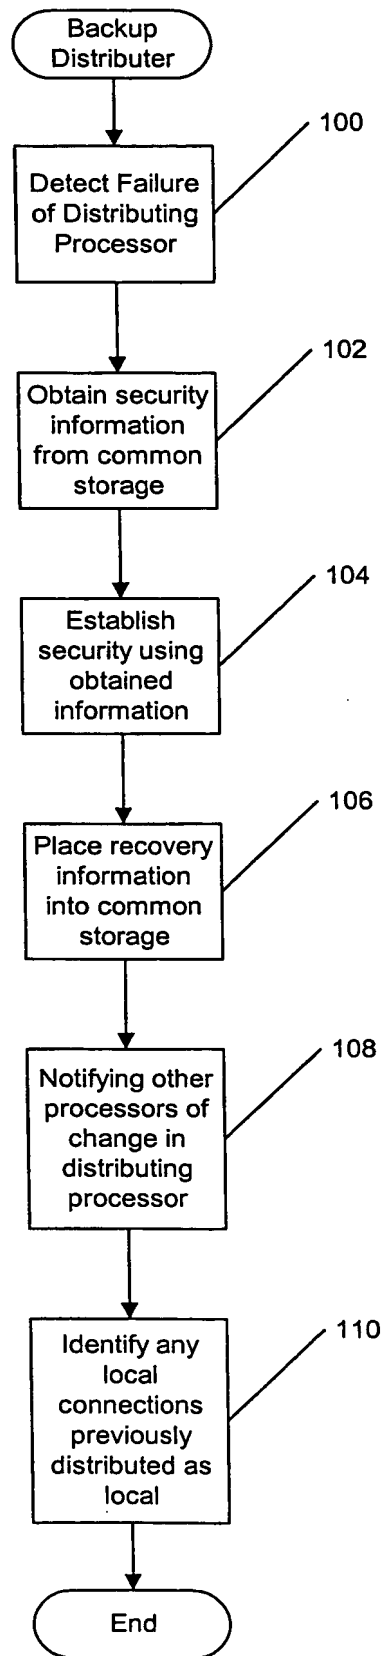 Backup
Distributer
100
Detect Failure
of Distributing
Processor
102
Obtain security
information
from common
storage
104
Establish
security using
obtained
information
106
Place recovery
information
into common
storage
108
Notifying other
processors of
change in
distributing
processor
110
Identify any
local
connections
previously
distributed as
local
End